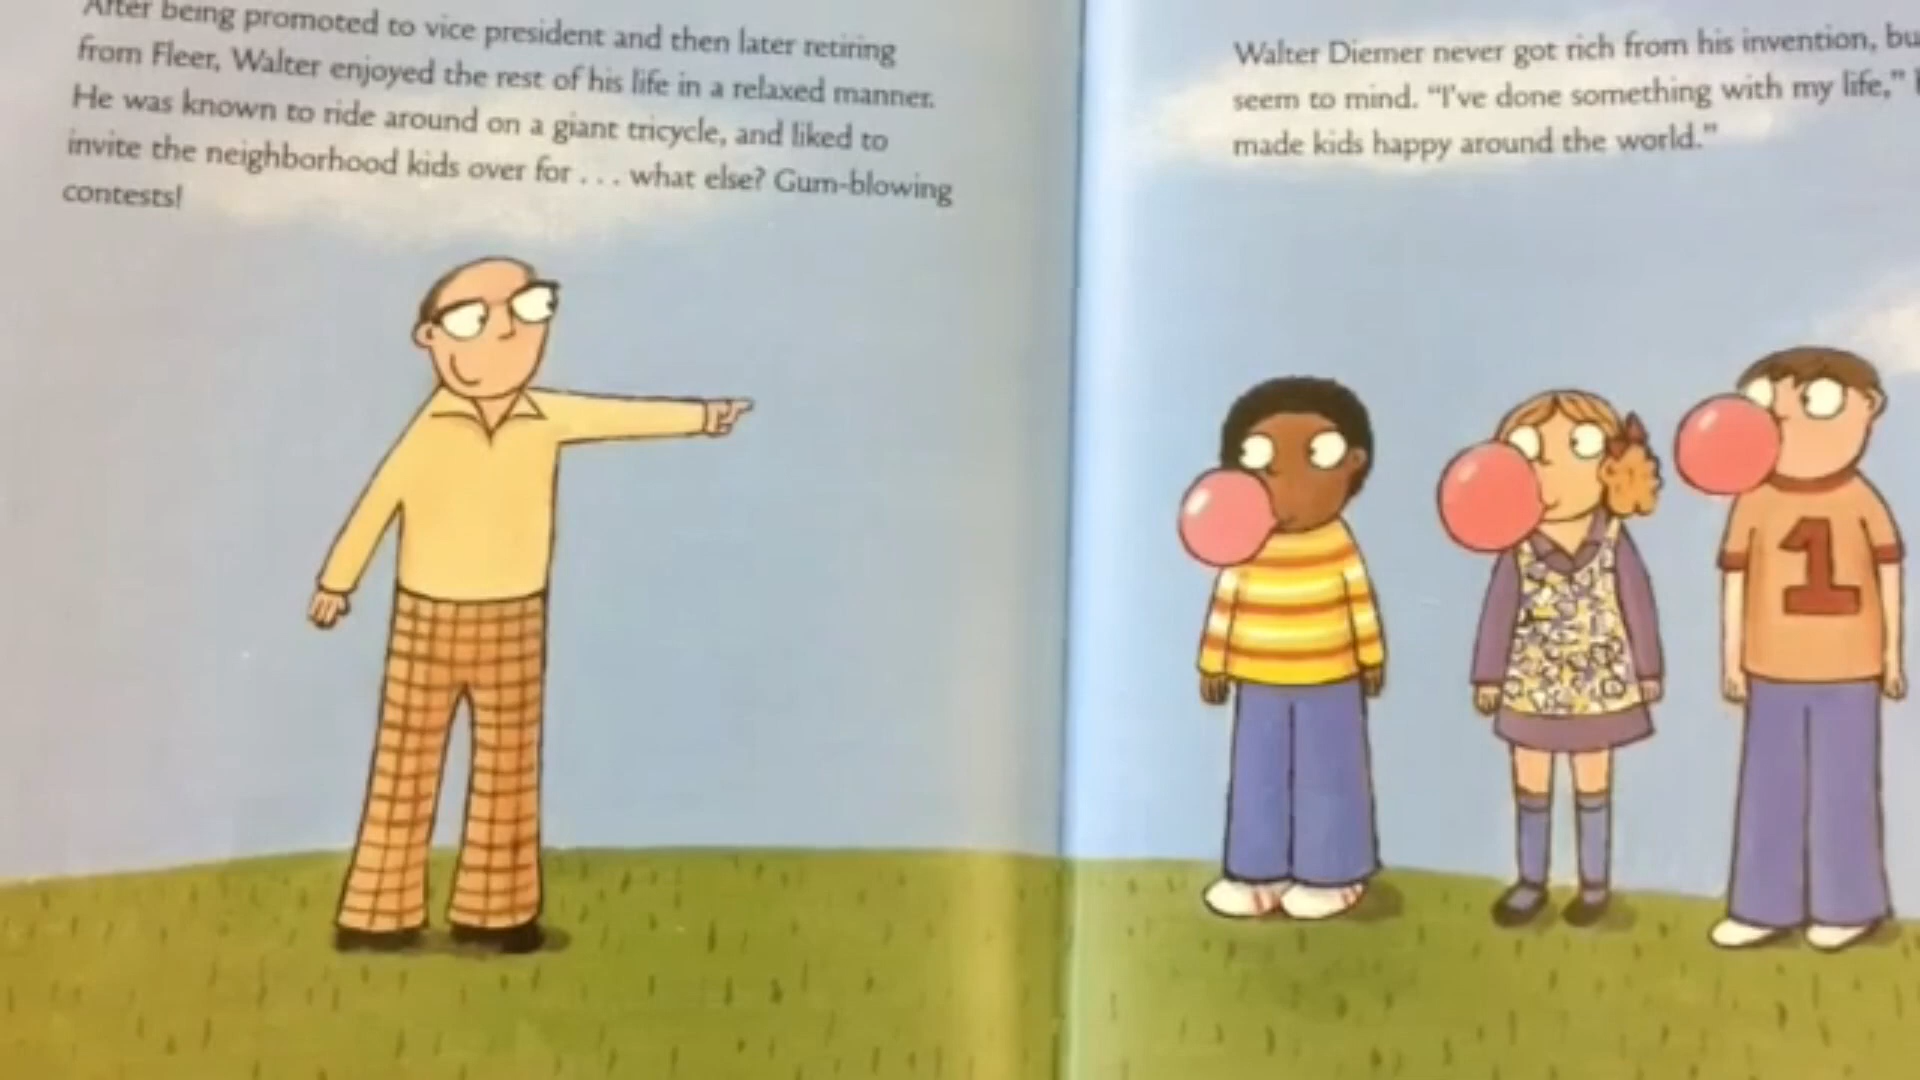 After being promoted to vice president and then later retiring
from Fleer, Walter enjoyed the rest of his life in a relaxed manner.
He was known to ride around on a giant tricycle, and liked to
invite the neighborhood kids over for . . . what else? Gum-blowing
contests!
Walter Diemer never got rich from his invention,
seem to mind. “I've done something with my life,”
made kids happy around the world.”
1